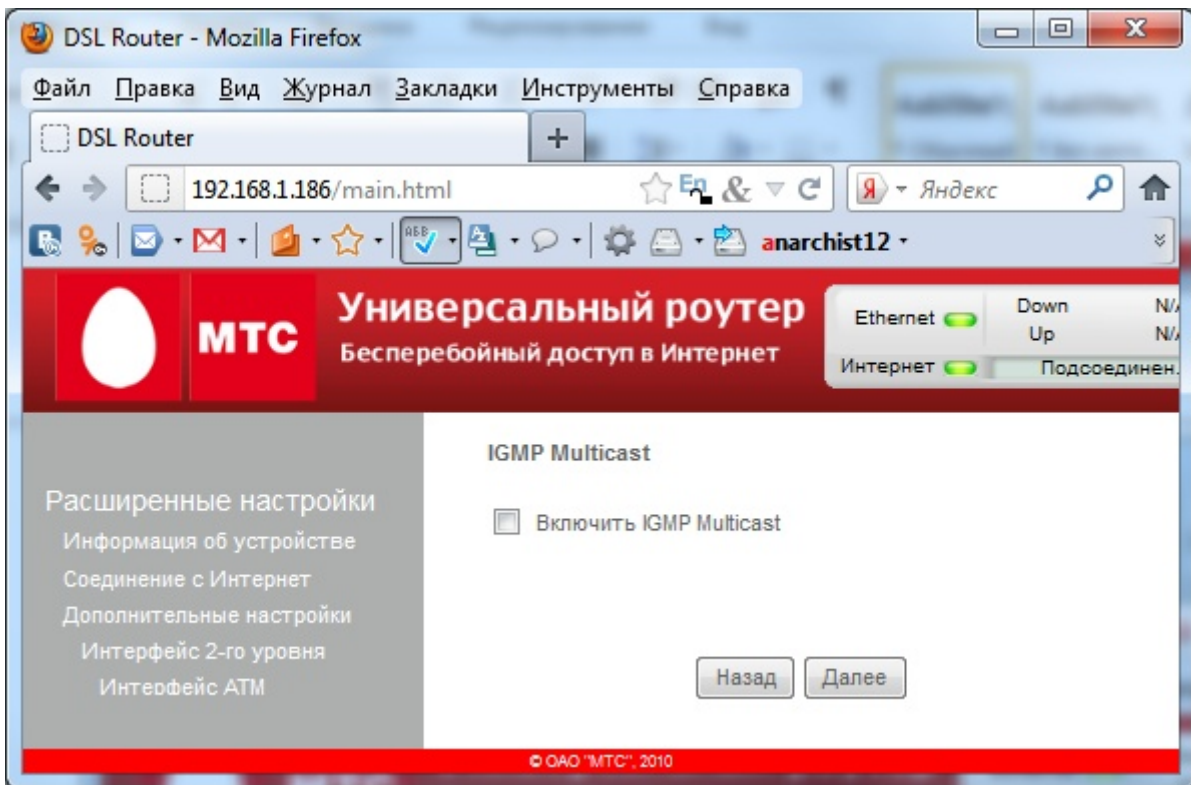 DSL Router - Mozilla Firefox
Файл Правка Вид Журнал Закладки Инструменты Справка
DSL Router
192.168.1.186/main.html
Яндекс
anarchist12
МТС
Универсальный роутер
Бесперебойный доступ в Интернет
Ethernet
Down N/
Up N/
Интернет
Подсоединен.
IGMP Multicast
Включить IGMP Multicast
Расширенные настройки
Информация об устройстве
Соединение с Интернет
Дополнительные настройки
Интерфейс 2-го уровня
Интерфейс ATM
Назад Далее
© ОАО "МТС", 2010